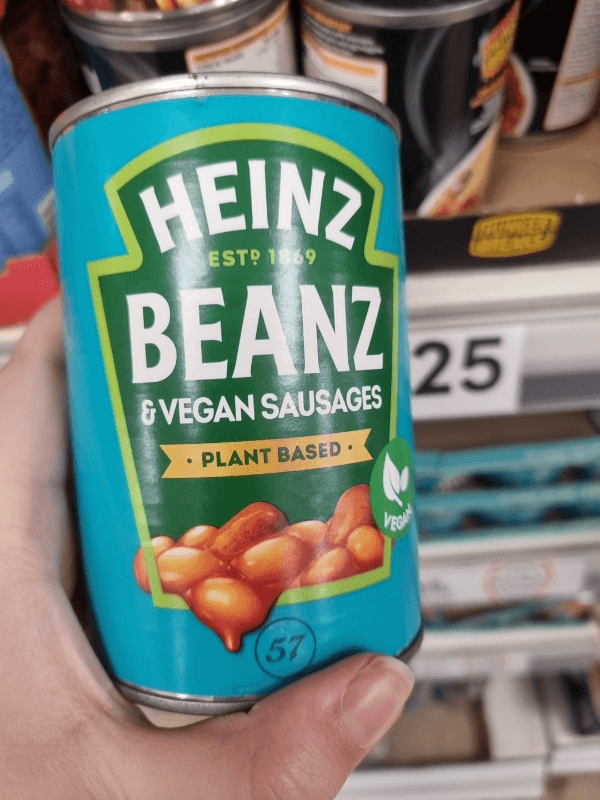 HEINZ
ESTD 1869
BEANZ
& VEGAN SAUSAGES
· PLANT BASED ·
VEGAN
57
25